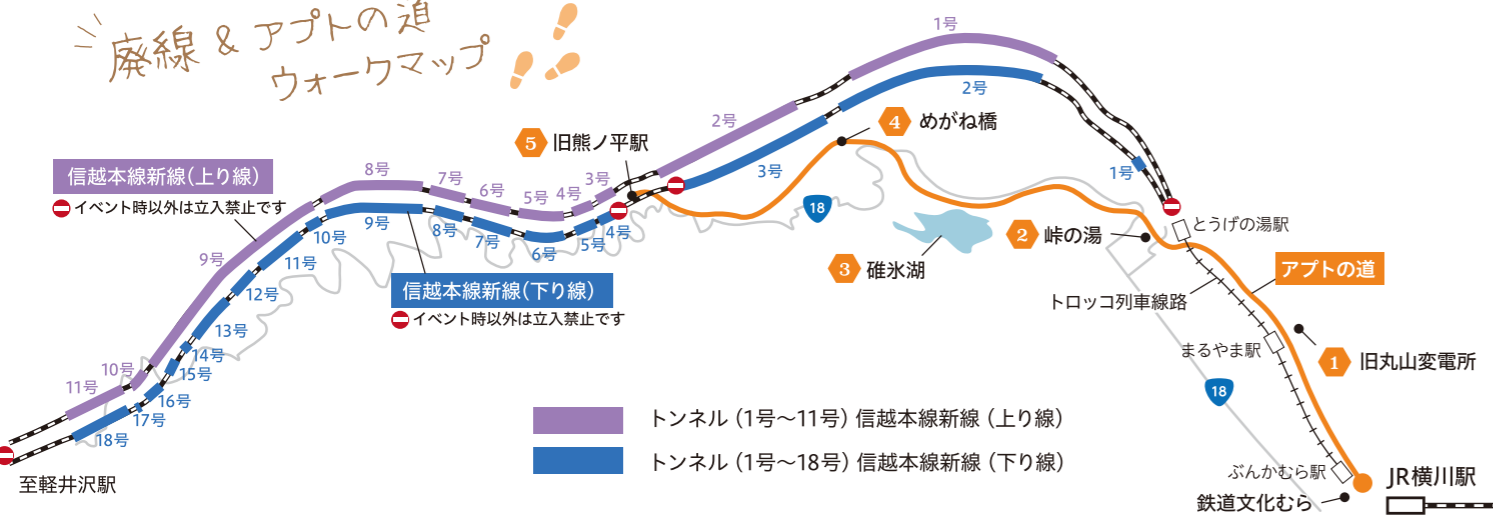 廃線 & アプトの道
ウォークマップ
1号
2号
2号
3号
1号
④ めがね橋
⑤ 旧熊ノ平駅
信越本線新線(上り線)
イベント時以外は立入禁止です
8号
7号
6号
5号
4号
3号
9号
10号
11号
信越本線新線(下り線)
イベント時以外は立入禁止です
4号
5号
6号
7号
8号
9号
10号
11号
12号
13号
14号
15号
16号
17号
18号
至軽井沢駅
18
③ 碓氷湖
② 峠の湯
とうげの湯駅
アプトの道
トロッコ列車線路
まるやま駅
① 旧丸山変電所
18
ぶんかむら駅
JR横川駅
鉄道文化むら
トンネル(1号〜11号)信越本線新線(上り線)
トンネル(1号〜18号)信越本線新線(下り線)